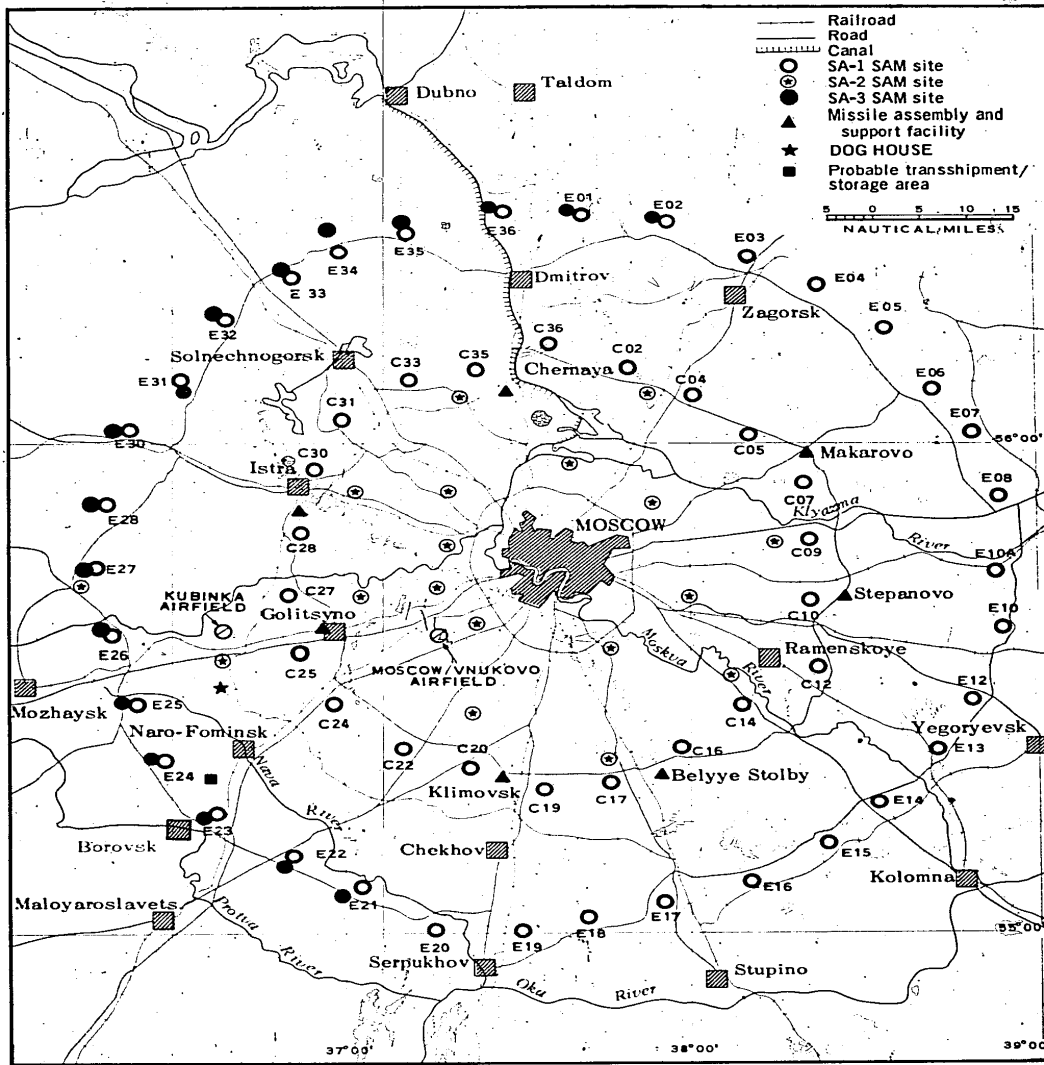 Railroad
Road
Canal
SA-1 SAM site
SA-2 SAM site
SA-3 SAM site
Missile assembly and
support facility
DOG HOUSE
Probable transshipment/
storage area
5 0 5 10 15
NAUTICAL MILES
Dubno
Taldom
E36
E01
E02
E35
E34
E03
E 33
Dmitrov
E04
Zagorsk
E05
E32
Solnechnogorsk
C36
C35
C33
Chernaya
C02
C04
E31
E06
C31
E07
E30
C05
56°00'
Makarovo
C30
Istra
C07
E08
E28
Klyazma
River
MOSCOW
C28
C09
E10A
E27
KUBINKA
AIRFIELD
C27
Golitsyno
C10
Stepanovo
E10
E26
Moskva
River
Ramenskoye
C25
MOSCOW/VNUKOVO
AIRFIELD
C12
E12
Mozhaysk
E25
C24
C14
Yegoryevsk
Naro-Fominsk
C22
C20
C16
E13
E24
Nava
River
Klimovsk
C19
C17
Belyye Stolby
E14
E23
Borovsk
E22
Chekhov
E15
E21
E16
Kolomna
Maloyaroslavets
E17
E18
Protva
River
E20
E19
55°00'
Serpukhov
Oka
River
Stupino
37°00'
38°00'
39°00'